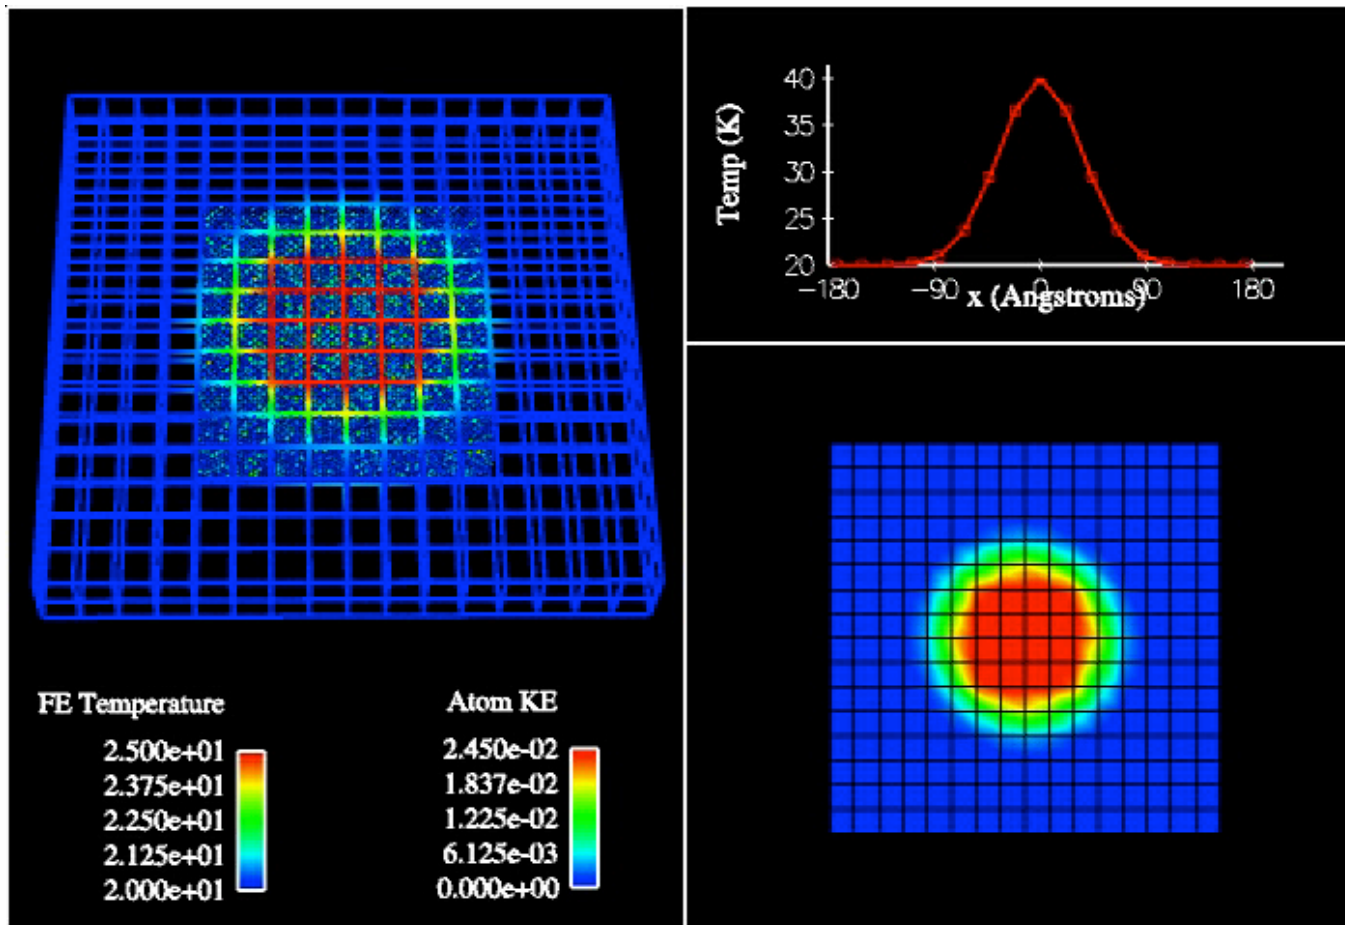 FE Temperature
2.500e+01
2.375e+01
2.250e+01
2.125e+01
2.000e+01
Atom KE
2.450e-02
1.837e-02
1.225e-02
6.125e-03
0.000e+00
Temp (K)
40
35
30
25
20
−180 −90 0 90 180
x (Angstroms)